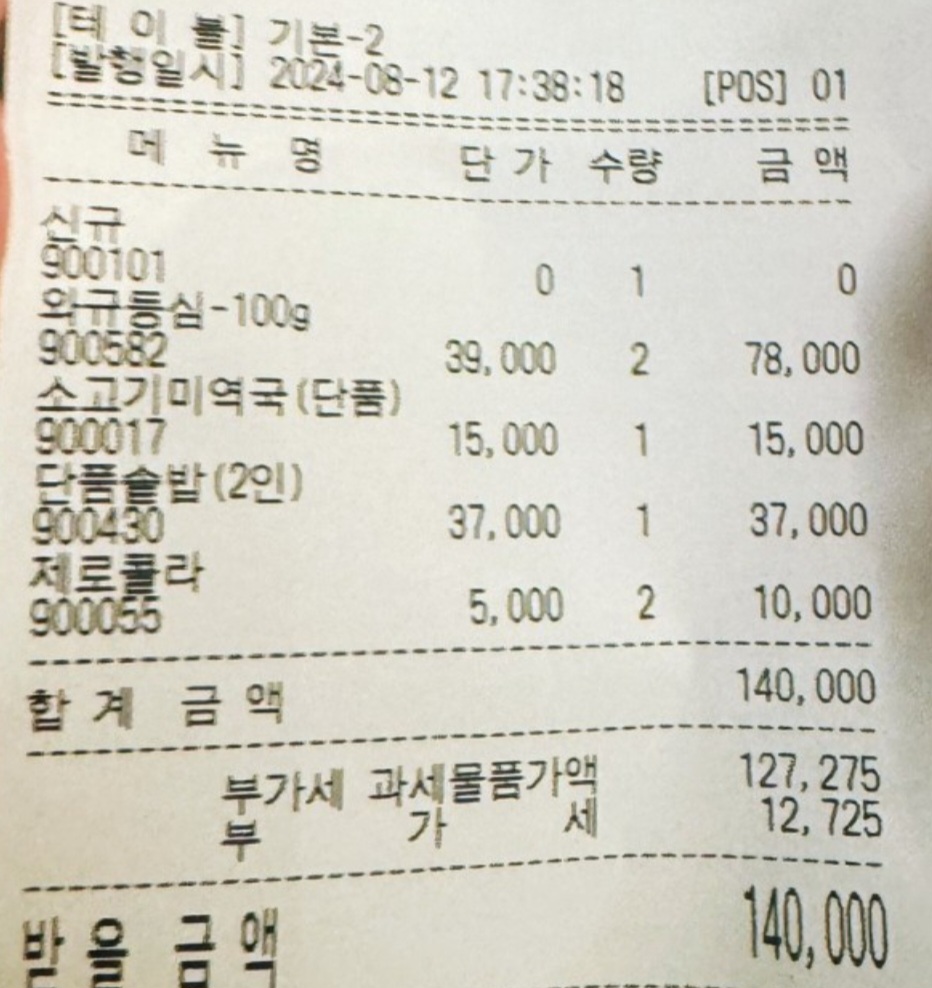 [테 이 블] 기본-2
[발행일시] 2024-08-12 17:38:18 [POS] 01
메 뉴 명 단 가 수량 금 액
신규
900101 0 1 0
와규등심-100g
900582 39,000 2 78,000
소고기미역국(단품)
900017 15,000 1 15,000
단품솥밥(2인)
900430 37,000 1 37,000
제로콜라
900055 5,000 2 10,000
합 계 금 액 140,000
부가세 과세물품가액 127,275
부 가 세 12,725
받 을 금 액 140,000